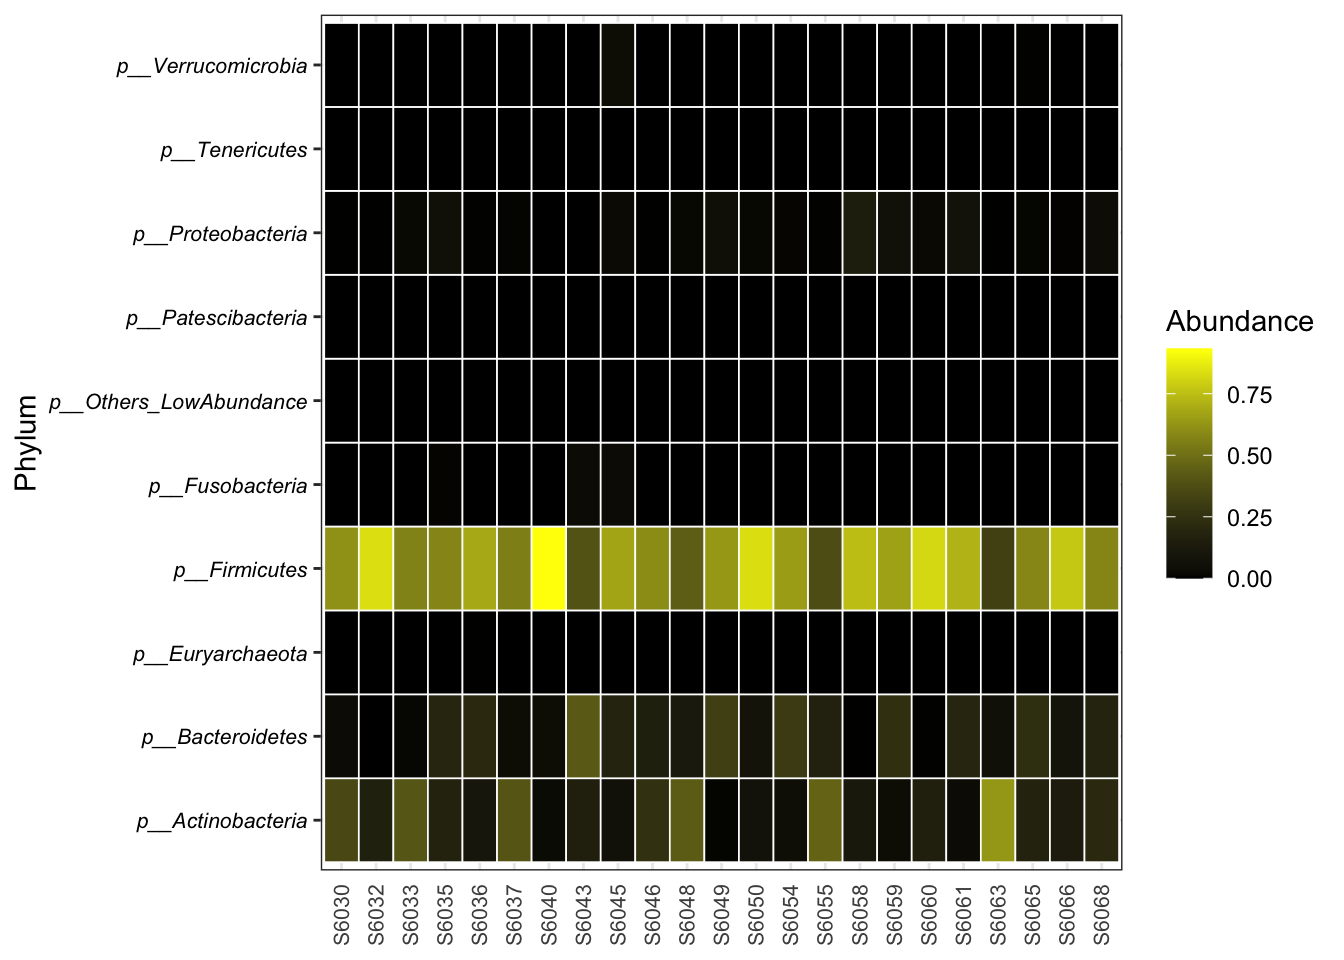 Phylum
p__Verrucomicrobia
p__Tenericutes
p__Proteobacteria
p__Patescibacteria
p__Others_LowAbundance
p__Fusobacteria
p__Firmicutes
p__Euryarchaeota
p__Bacteroidetes
p__Actinobacteria
S6030
S6032
S6033
S6035
S6036
S6037
S6040
S6043
S6045
S6046
S6048
S6049
S6050
S6054
S6055
S6058
S6059
S6060
S6061
S6063
S6065
S6066
S6068
Abundance
0.75
0.50
0.25
0.00